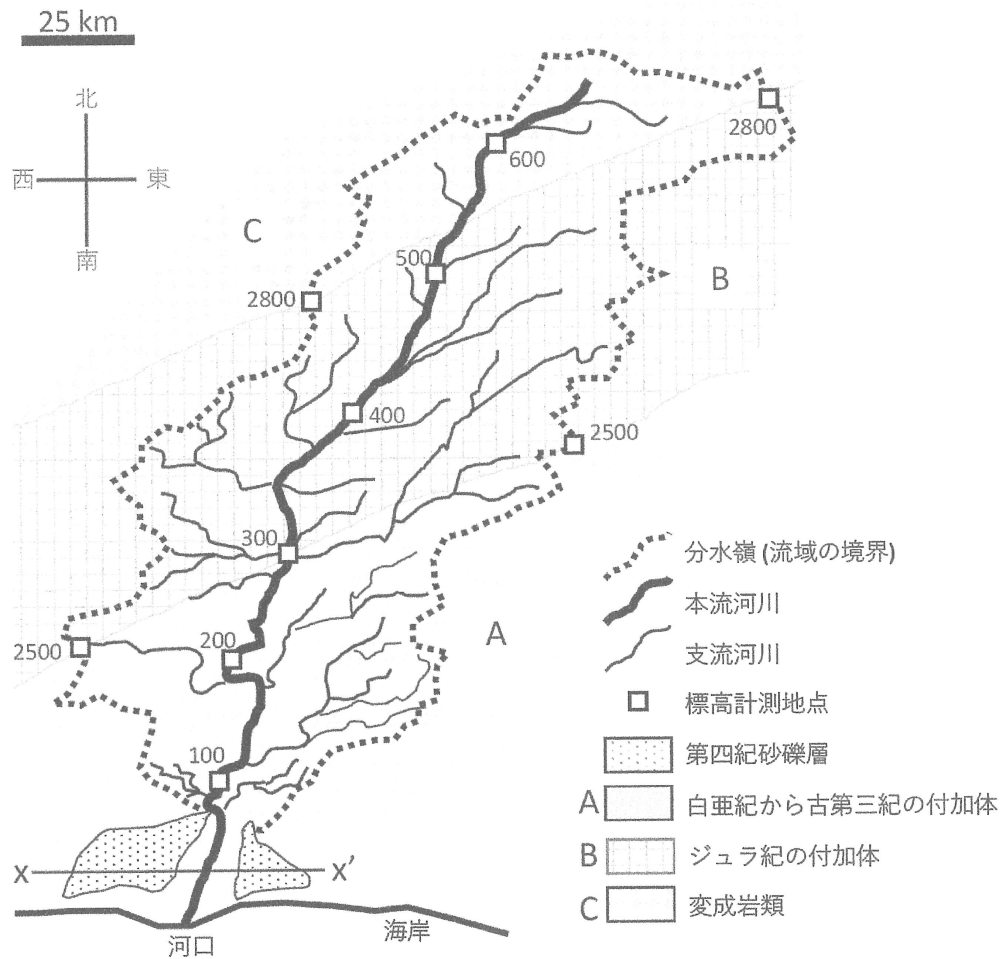 25 km
北
西
東
南
2800
600
C
500
2800
B
400
2500
300
分水嶺 (流域の境界)
本流河川
A
支流河川
200
2500
標高計測地点
100
第四紀砂礫層
A 白亜紀から古第三紀の付加体
B ジュラ紀の付加体
X
X'
C 変成岩類
河口
海岸